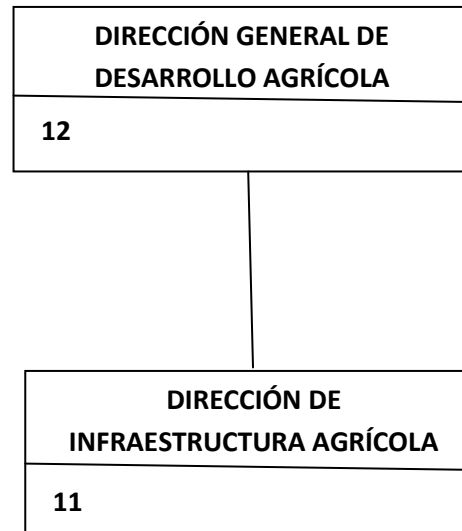 DIRECCIÓN GENERAL DE
DESARROLLO AGRÍCOLA
12
DIRECCIÓN DE
INFRAESTRUCTURA AGRÍCOLA
11